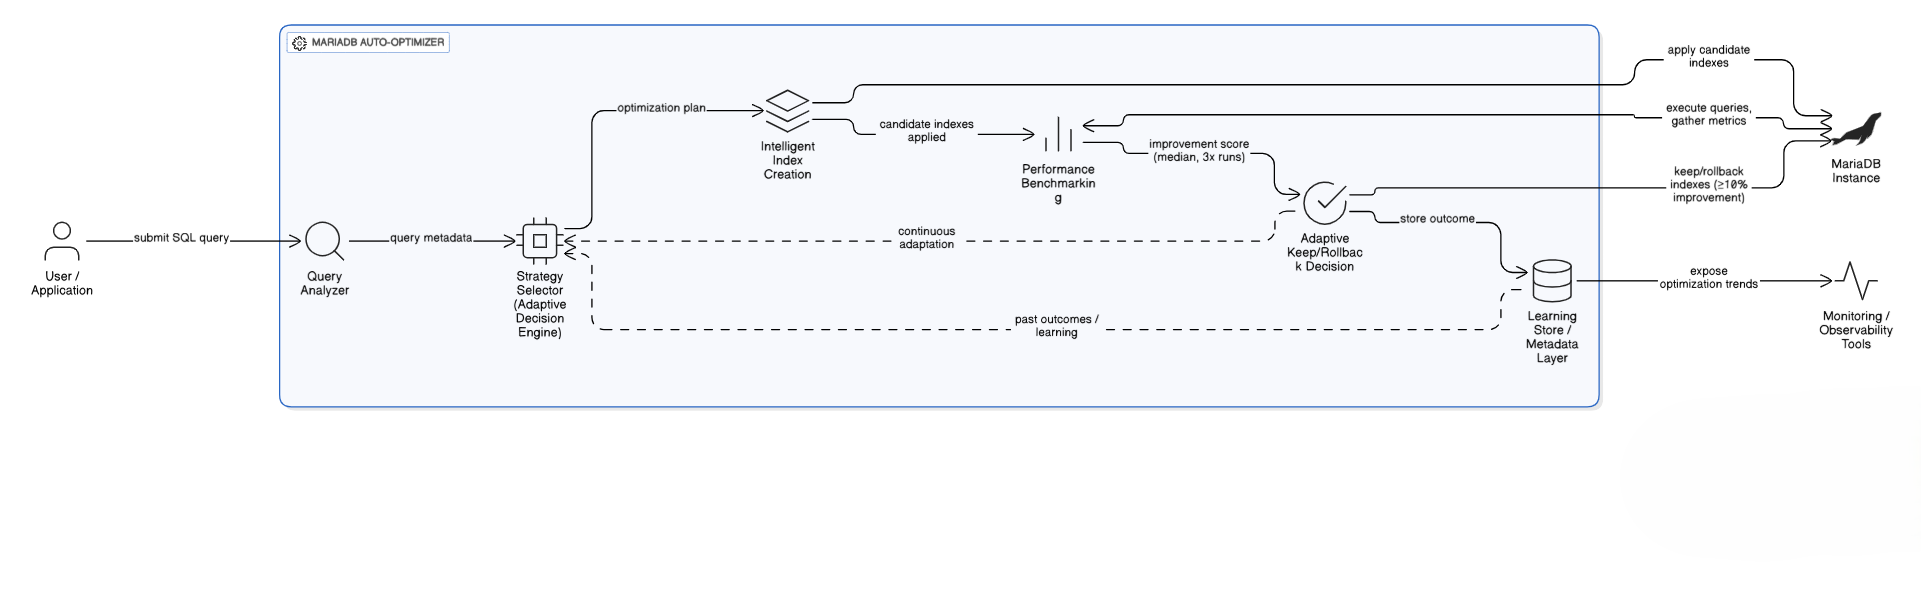 MARIADB AUTO-OPTIMIZER
apply candidate
indexes
optimization plan
execute queries,
gather metrics
candidate indexes
applied
Intelligent
Index
Creation
improvement score
(median, 3x runs)
MariaDB
Instance
Performance
Benchmarkin
g
keep/rollback
indexes (≥10%
improvement)
store outcome
submit SQL query
query metadata
continuous
adaptation
Adaptive
Keep/Rollbac
k Decision
User /
Application
Query
Analyzer
Strategy
Selector
(Adaptive
Decision
Engine)
expose
optimization trends
past outcomes /
learning
Learning
Store /
Metadata
Layer
Monitoring /
Observability
Tools